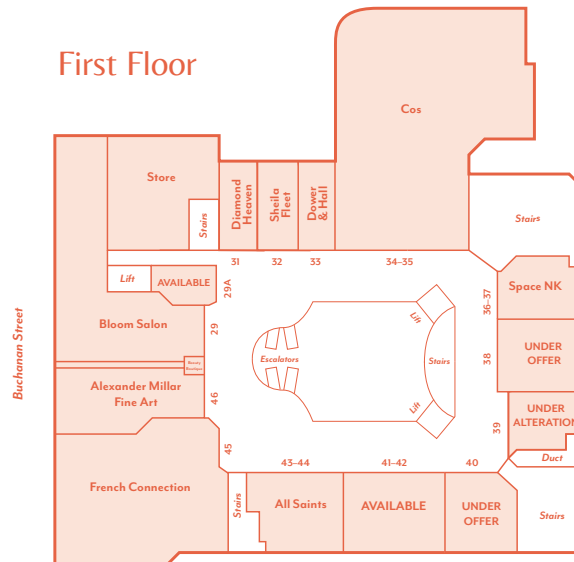 First Floor
Cos
Store
Stairs
Diamond
Heaven
Sheila
Fleet
Dower
& Hall
Stairs
31
32
33
34–35
Lift
AVAILABLE
29A
36–37
Space NK
Bloom Salon
29
Lift
Buchanan Street
Escalators
Stairs
38
UNDER
OFFER
Beauty
Boutique
Alexander Millar
Fine Art
46
Lift
39
UNDER
ALTERATION
45
43–44
41–42
40
Duct
French Connection
Stairs
All Saints
AVAILABLE
UNDER
OFFER
Stairs